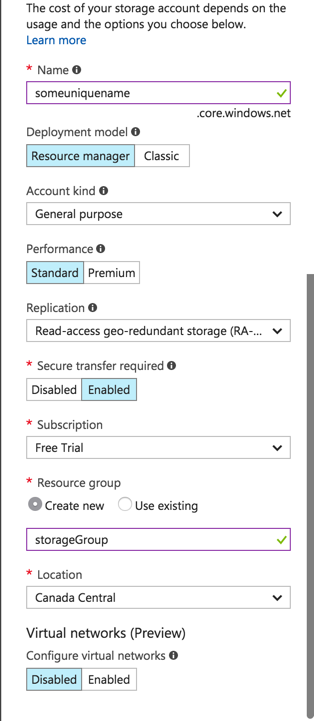 The cost of your storage account depends on the
usage and the options you choose below.
Learn more
* Name
someuniquename
.core.windows.net
Deployment model
Resource manager Classic
Account kind
General purpose
Performance
Standard Premium
Replication
Read-access geo-redundant storage (RA-...
* Secure transfer required
Disabled Enabled
* Subscription
Free Trial
* Resource group
Create new Use existing
storageGroup
* Location
Canada Central
Virtual networks (Preview)
Configure virtual networks
Disabled Enabled